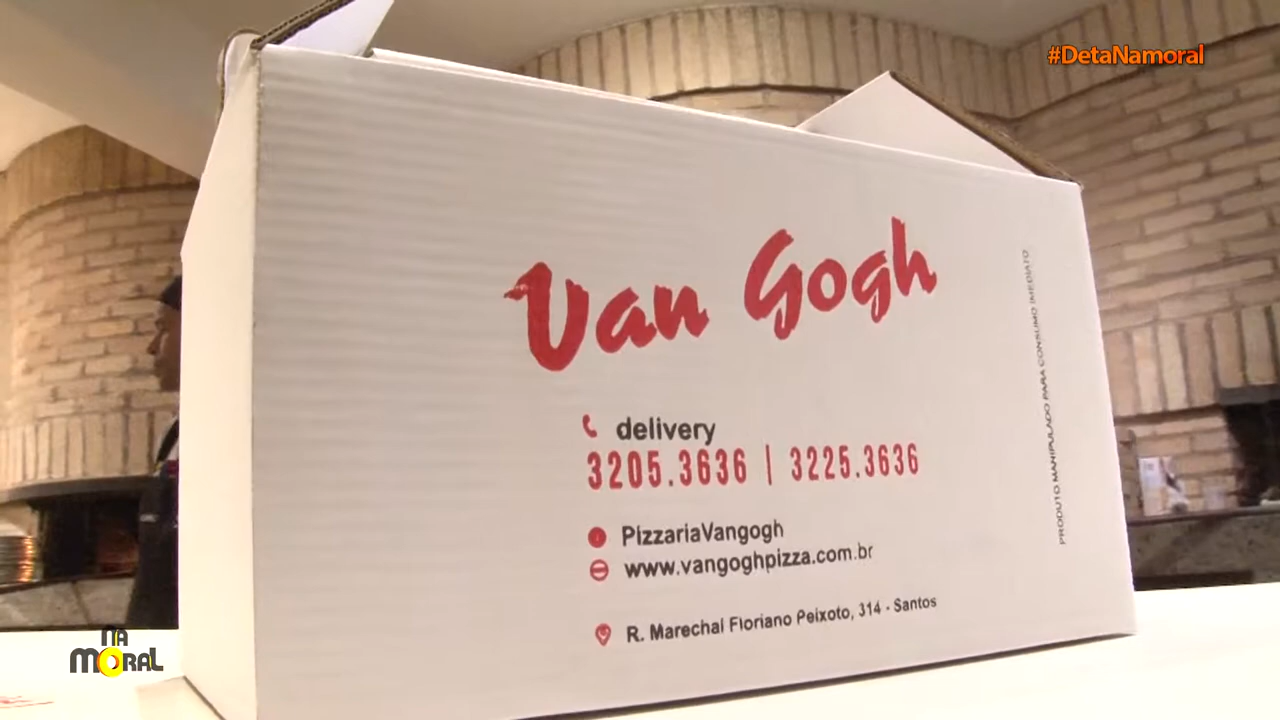 #DetaNamoral
Van Gogh
delivery
3205.3636 | 3225.3636
PizzariaVangogh
www.vangoghpizza.com.br
R. Marechal Floriano Peixoto, 314 - Santos
PRODUTO MANIPULADO PARA CONSUMO IMEDIATO
NA
MORAL